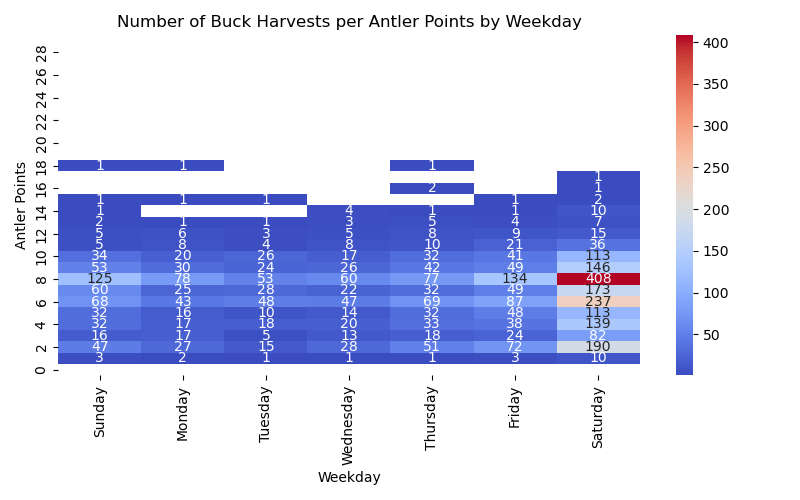 Number of Buck Harvests per Antler Points by Weekday
28
26
24
22
20
18 1 1 1
1
16 2 1
1 1 1 1 2
14 1 4 1 1 10
2 1 1 3 5 4 7
12 5 6 3 5 8 9 15
5 8 4 8 10 21 36
10 34 20 26 17 32 41 113
53 30 24 26 42 49 146
8 125 78 53 60 77 134 408
60 25 28 22 32 49 173
6 68 43 48 47 69 87 237
32 16 10 14 32 48 113
4 32 17 18 20 33 38 139
16 17 5 13 18 24 82
2 47 27 15 28 51 72 190
3 2 1 1 1 3 10
0
Antler Points
Sunday Monday Tuesday Wednesday Thursday Friday Saturday
Weekday
400
350
300
250
200
150
100
50